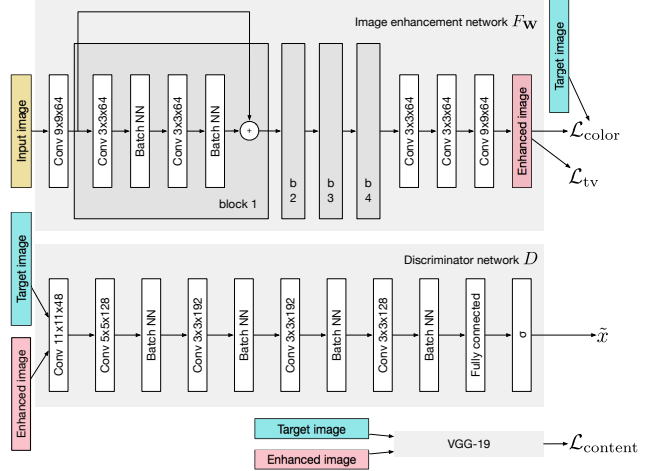 Image enhancement network F_W
Target image
Input image
Conv 9x9x64
Conv 3x3x64
Batch NN
Conv 3x3x64
Batch NN
+
block 1
b
2
b
3
b
4
Conv 3x3x64
Conv 3x3x64
Conv 9x9x64
Enhanced image
ℒ_color
ℒ_tv
Discriminator network D
Target image
Enhanced image
Conv 11x11x48
Conv 5x5x128
Batch NN
Conv 3x3x192
Batch NN
Conv 3x3x192
Batch NN
Conv 3x3x128
Batch NN
Fully connected
σ
x̃
Target image
Enhanced image
VGG-19
ℒ_content